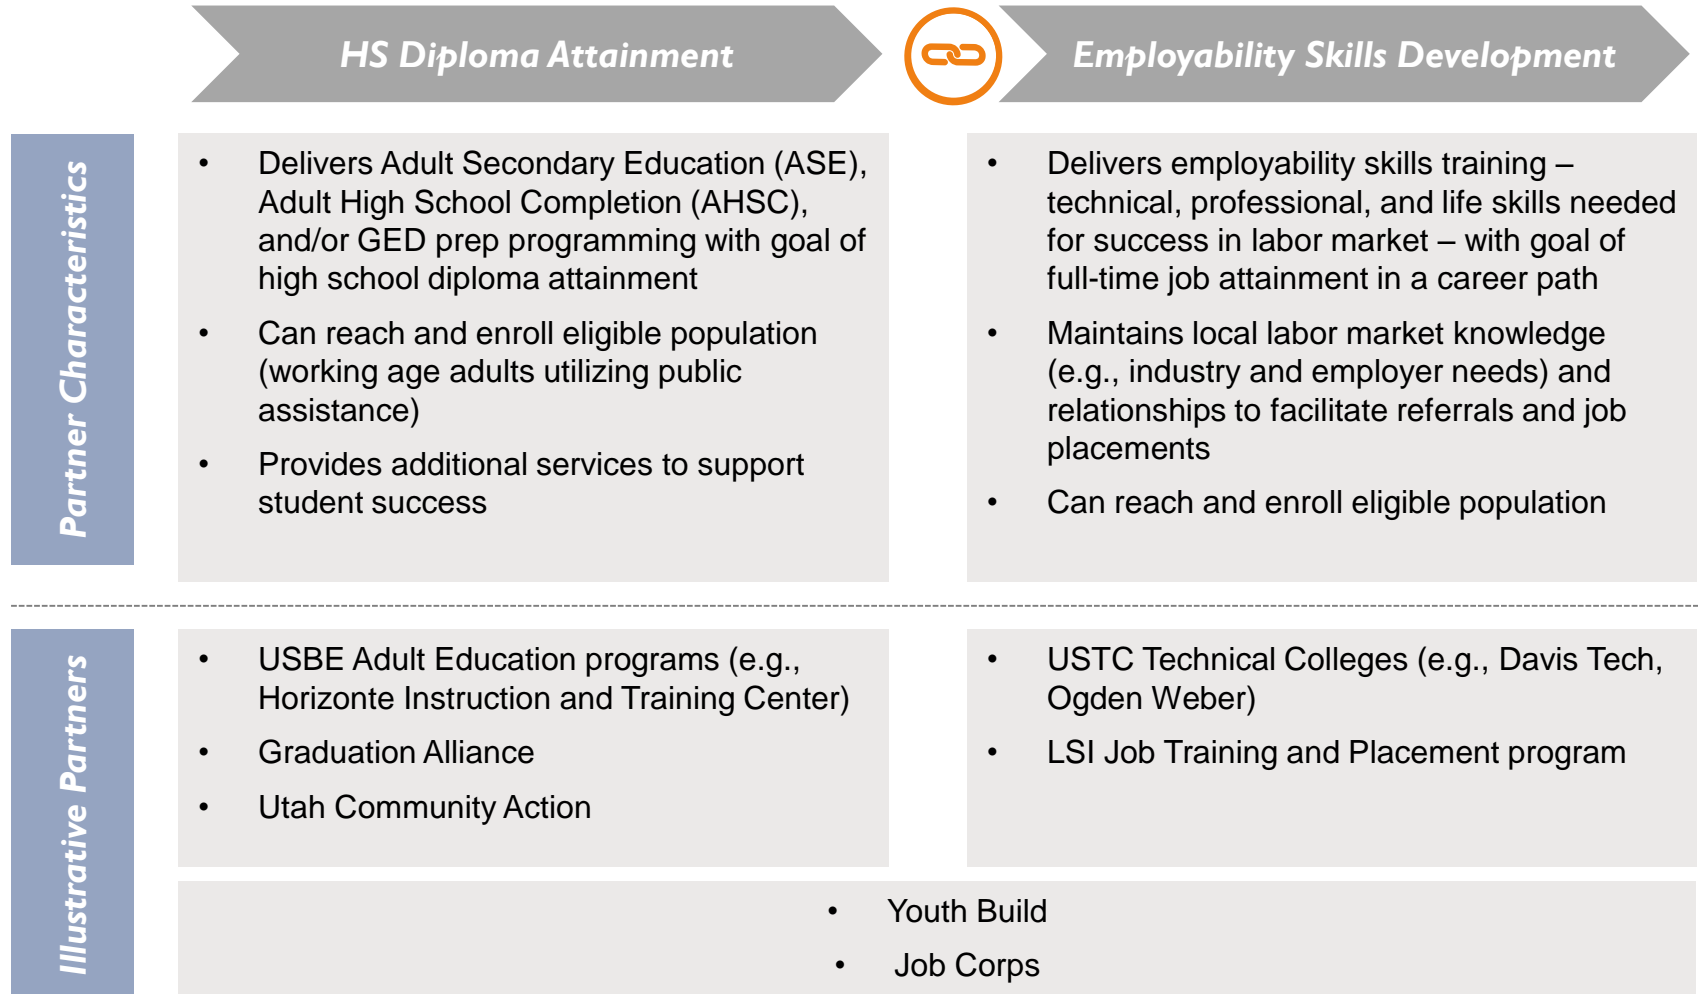 HS Diploma Attainment
Employability Skills Development
Partner Characteristics
• Delivers Adult Secondary Education (ASE),
Adult High School Completion (AHSC),
and/or GED prep programming with goal of
high school diploma attainment
• Can reach and enroll eligible population
(working age adults utilizing public
assistance)
• Provides additional services to support
student success
• Delivers employability skills training –
technical, professional, and life skills needed
for success in labor market – with goal of
full-time job attainment in a career path
• Maintains local labor market knowledge
(e.g., industry and employer needs) and
relationships to facilitate referrals and job
placements
• Can reach and enroll eligible population
Illustrative Partners
• USBE Adult Education programs (e.g.,
Horizonte Instruction and Training Center)
• Graduation Alliance
• Utah Community Action
• USTC Technical Colleges (e.g., Davis Tech,
Ogden Weber)
• LSI Job Training and Placement program
• Youth Build
• Job Corps